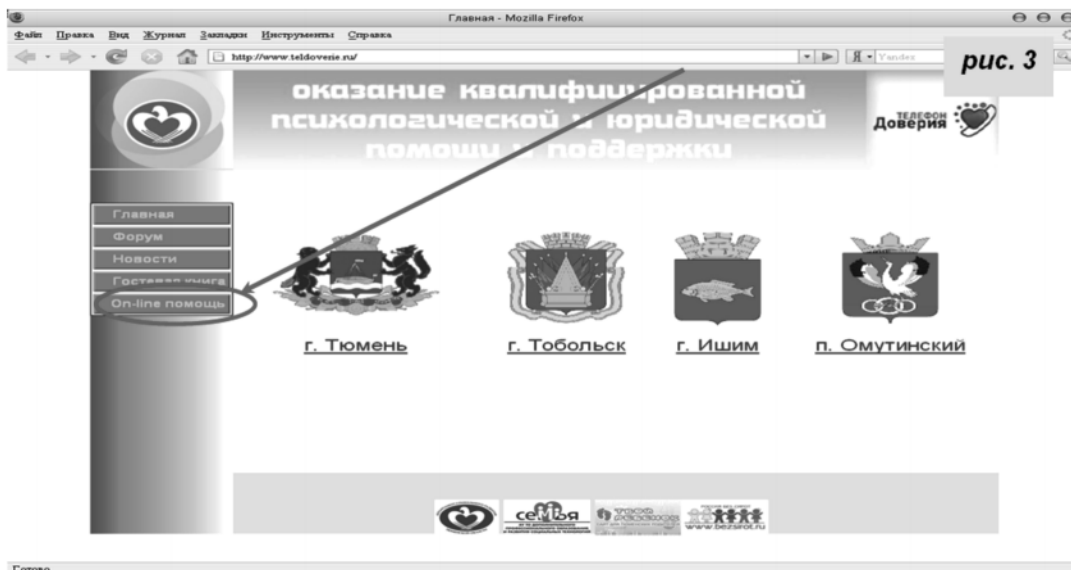 Главная - Mozilla Firefox
Файл Правка Вид Журнал Закладки Инструменты Справка
http://www.teldoverie.ru/
Я Yandex
рис. 3
оказание квалифицированной
психологической и юридической
помощи и поддержки
ТЕЛЕФОН
Доверия
Главная
Форум
Новости
Гостевая книга
On-line помощь
г. Тюмень г. Тобольск г. Ишим п. Омутинский
семья
www.bezsirot.ru
Готово